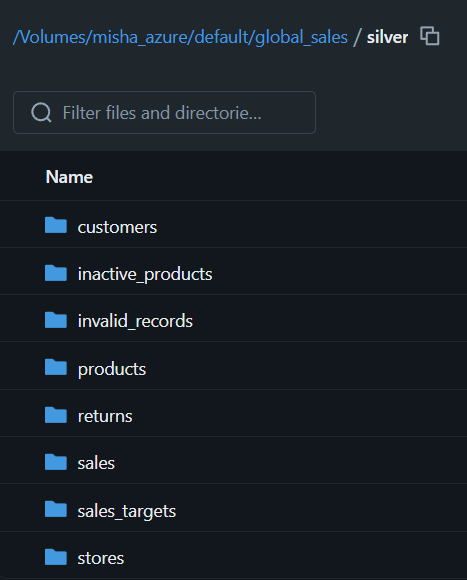 /Volumes/misha_azure/default/global_sales / silver
Filter files and directorie...
Name
customers
inactive_products
invalid_records
products
returns
sales
sales_targets
stores